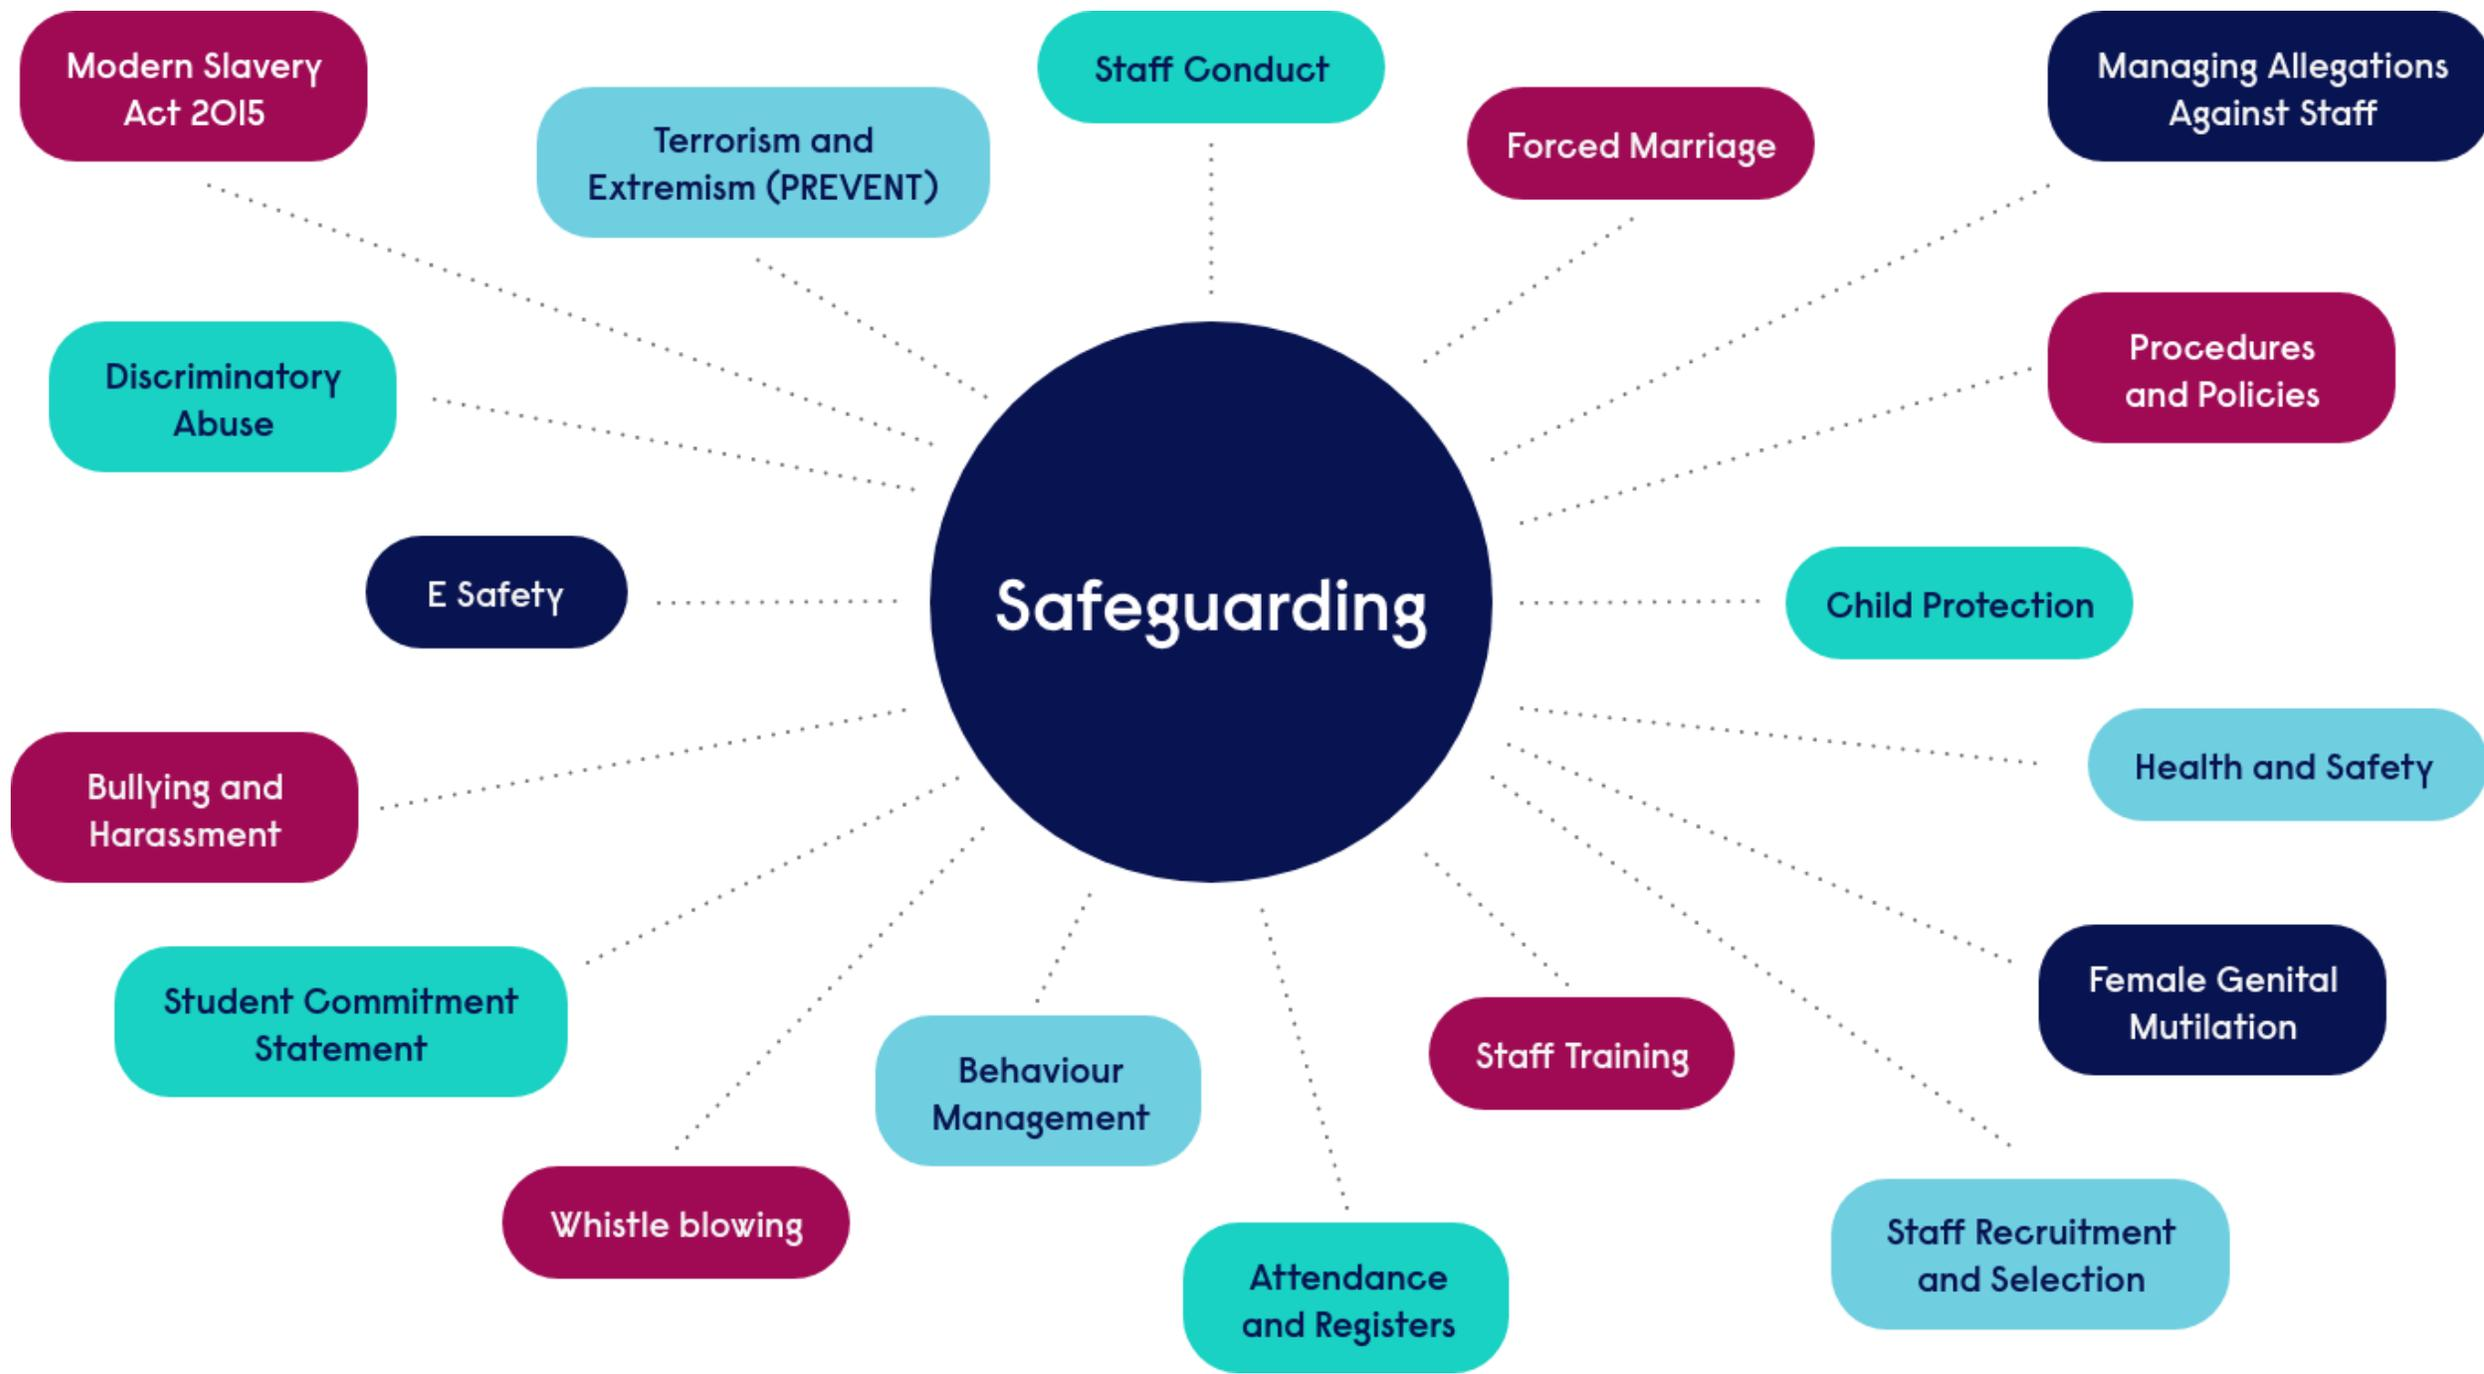 Modern Slavery
Act 2015
Terrorism and
Extremism (PREVENT)
Staff Conduct
Forced Marriage
Managing Allegations
Against Staff
Discriminatory
Abuse
Procedures
and Policies
E Safety
Safeguarding
Child Protection
Bullying and
Harassment
Health and Safety
Student Commitment
Statement
Behaviour
Management
Staff Training
Female Genital
Mutilation
Whistle blowing
Attendance
and Registers
Staff Recruitment
and Selection